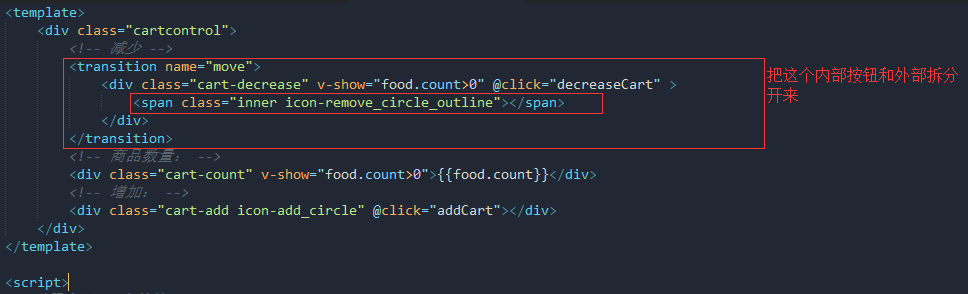 <template>
<div class="cartcontrol">
<!-- 减少 -->
<transition name="move">
<div class="cart-decrease" v-show="food.count>0" @click="decreaseCart" >
<span class="inner icon-remove_circle_outline"></span>
</div>
</transition>
<!-- 商品数量: -->
<div class="cart-count" v-show="food.count>0">{{food.count}}</div>
<!-- 增加: -->
<div class="cart-add icon-add_circle" @click="addCart"></div>
</div>
</template>
<script>
把这个内部按钮和外部拆分
开来